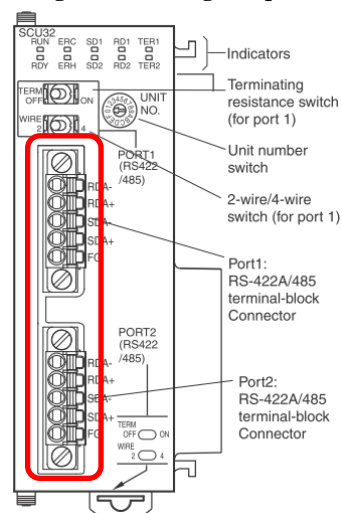 SCU32
RUN ERC SD1 RD1 TER1
RDY ERH SD2 RD2 TER2
Indicators
TERM
OFF ON
UNIT
NO.
WIRE
2 4
Terminating
resistance switch
(for port 1)
Unit number
switch
PORT1
(RS422
/485)
2-wire/4-wire
switch (for port 1)
RDA-
RDA+
SDA-
SDA+
FG
Port1:
RS-422A/485
terminal-block
Connector
PORT2
(RS422
/485)
RDA-
RDA+
SDA-
SDA+
FG
Port2:
RS-422A/485
terminal-block
Connector
TERM
OFF ON
WIRE
2 4